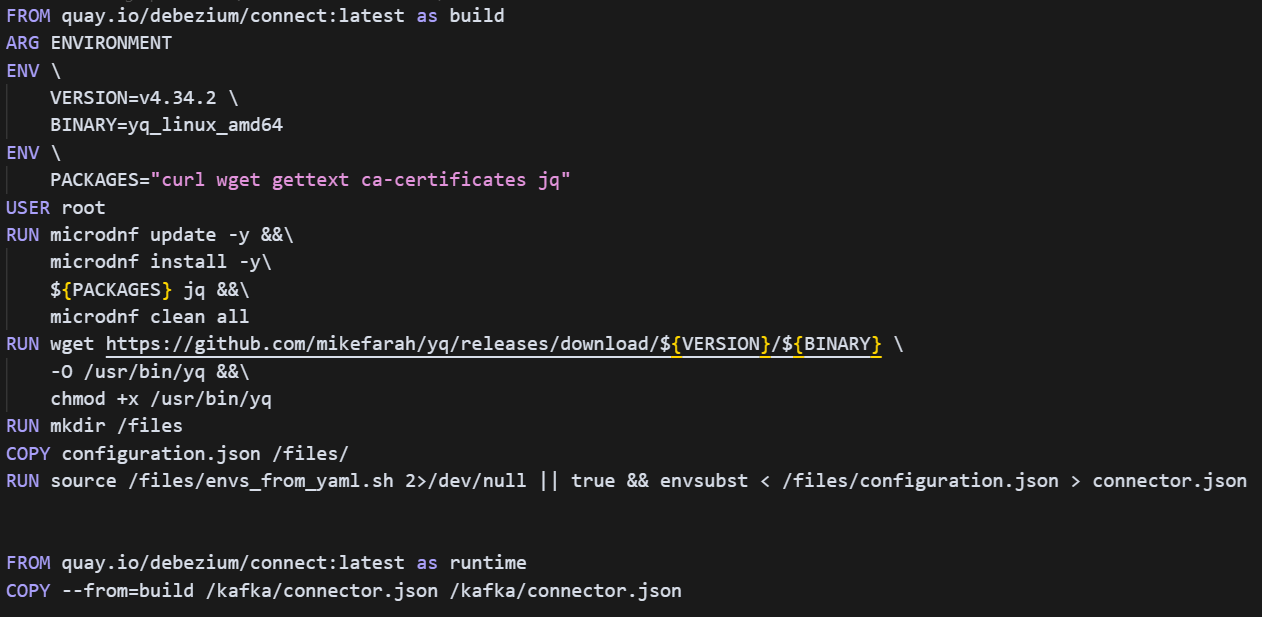 FROM quay.io/debezium/connect:latest as build
ARG ENVIRONMENT
ENV \
    VERSION=v4.34.2 \
    BINARY=yq_linux_amd64
ENV \
    PACKAGES="curl wget gettext ca-certificates jq"
USER root
RUN microdnf update -y &&\
    microdnf install -y\
    ${PACKAGES} jq &&\
    microdnf clean all
RUN wget https://github.com/mikefarah/yq/releases/download/${VERSION}/${BINARY} \
    -O /usr/bin/yq &&\
    chmod +x /usr/bin/yq
RUN mkdir /files
COPY configuration.json /files/
RUN source /files/envs_from_yaml.sh 2>/dev/null || true && envsubst < /files/configuration.json > connector.json
FROM quay.io/debezium/connect:latest as runtime
COPY --from=build /kafka/connector.json /kafka/connector.json